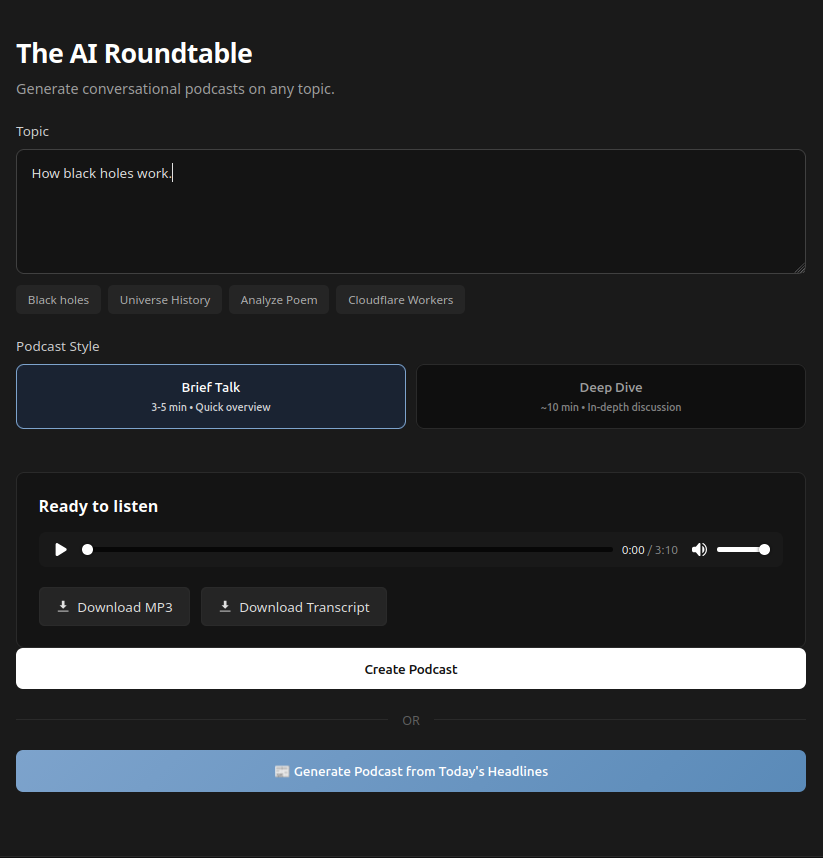 The AI Roundtable
Generate conversational podcasts on any topic.
Topic
How black holes work.
Black holes
Universe History
Analyze Poem
Cloudflare Workers
Podcast Style
Brief Talk
3-5 min • Quick overview
Deep Dive
~10 min • In-depth discussion
Ready to listen
0:00 / 3:10
Download MP3
Download Transcript
Create Podcast
OR
📰 Generate Podcast from Today's Headlines